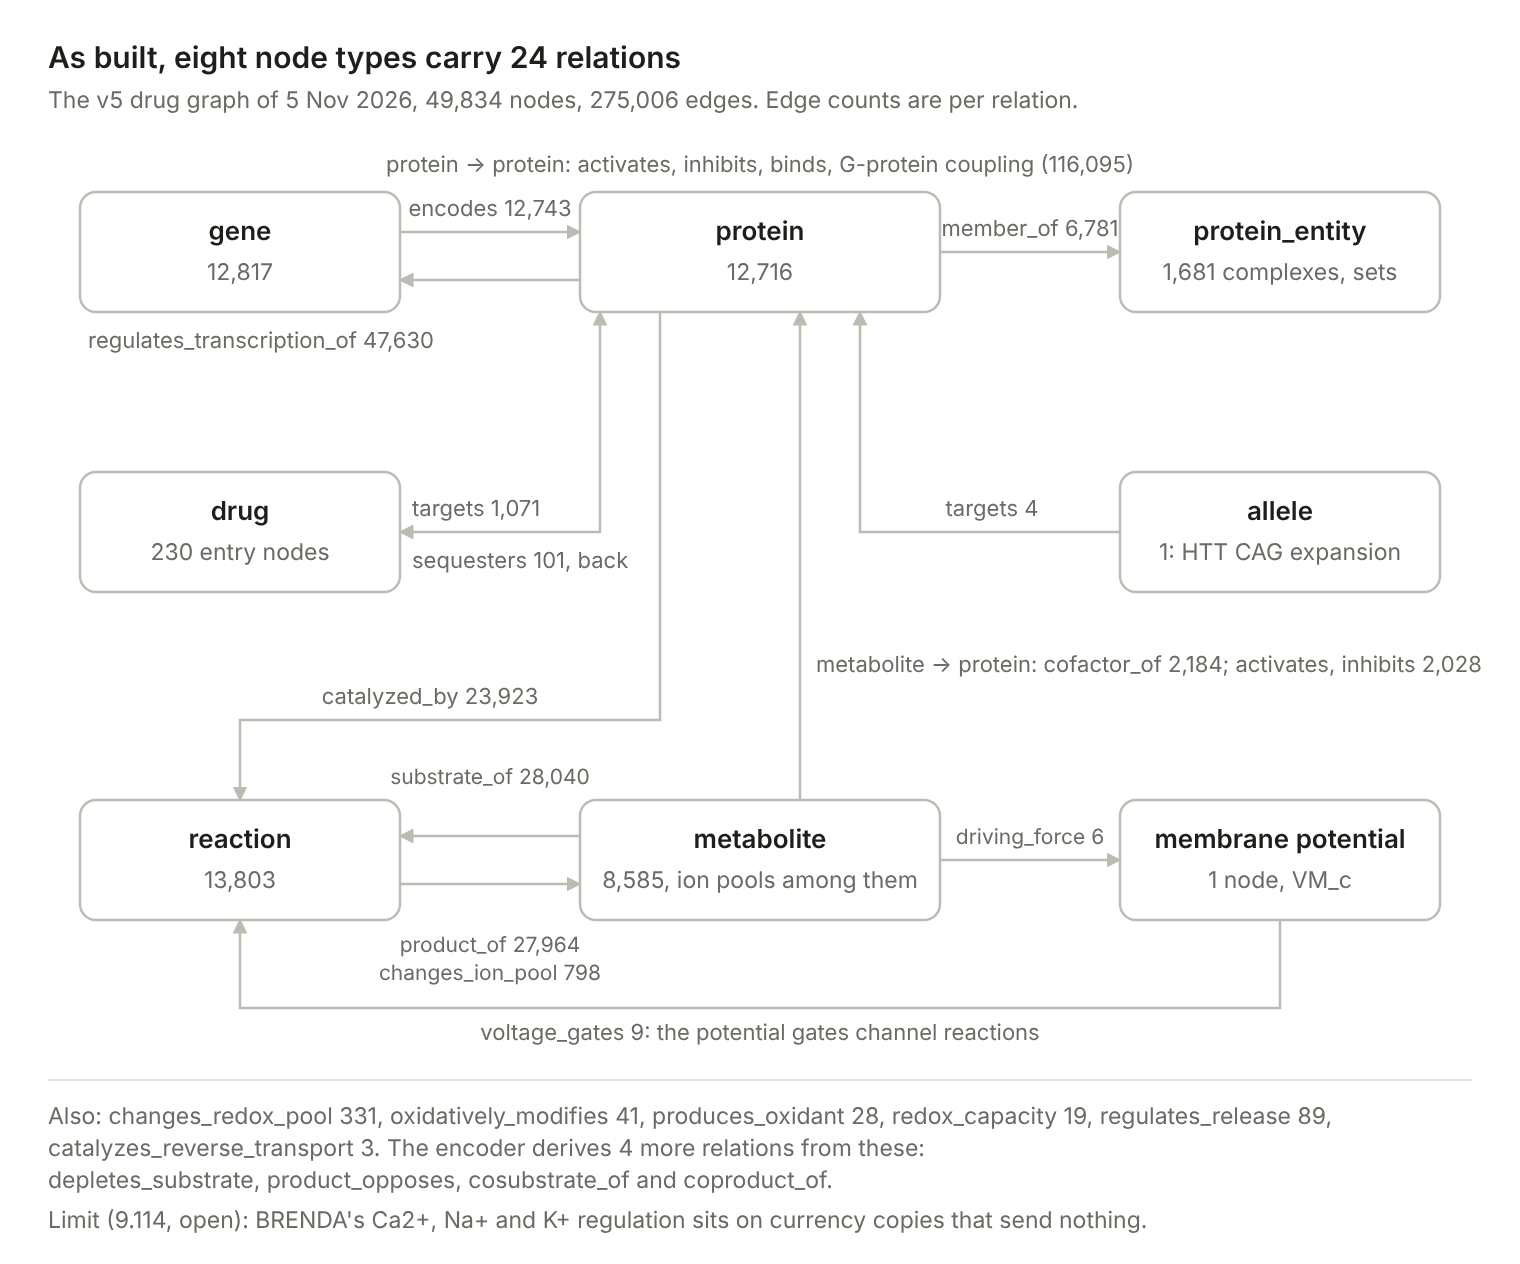 As built, eight node types carry 24 relations
The v5 drug graph of 5 Nov 2026, 49,834 nodes, 275,006 edges. Edge counts are per relation.
protein → protein: activates, inhibits, binds, G-protein coupling (116,095)
gene
12,817
encodes 12,743
protein
12,716
member_of 6,781
protein_entity
1,681 complexes, sets
regulates_transcription_of 47,630
drug
230 entry nodes
targets 1,071
sequesters 101, back
targets 4
allele
1: HTT CAG expansion
metabolite → protein: cofactor_of 2,184; activates, inhibits 2,028
catalyzed_by 23,923
substrate_of 28,040
reaction
13,803
metabolite
8,585, ion pools among them
driving_force 6
membrane potential
1 node, VM_c
product_of 27,964
changes_ion_pool 798
voltage_gates 9: the potential gates channel reactions
Also: changes_redox_pool 331, oxidatively_modifies 41, produces_oxidant 28, redox_capacity 19, regulates_release 89,
catalyzes_reverse_transport 3. The encoder derives 4 more relations from these:
depletes_substrate, product_opposes, cosubstrate_of and coproduct_of.
Limit (9.114, open): BRENDA's Ca2+, Na+ and K+ regulation sits on currency copies that send nothing.